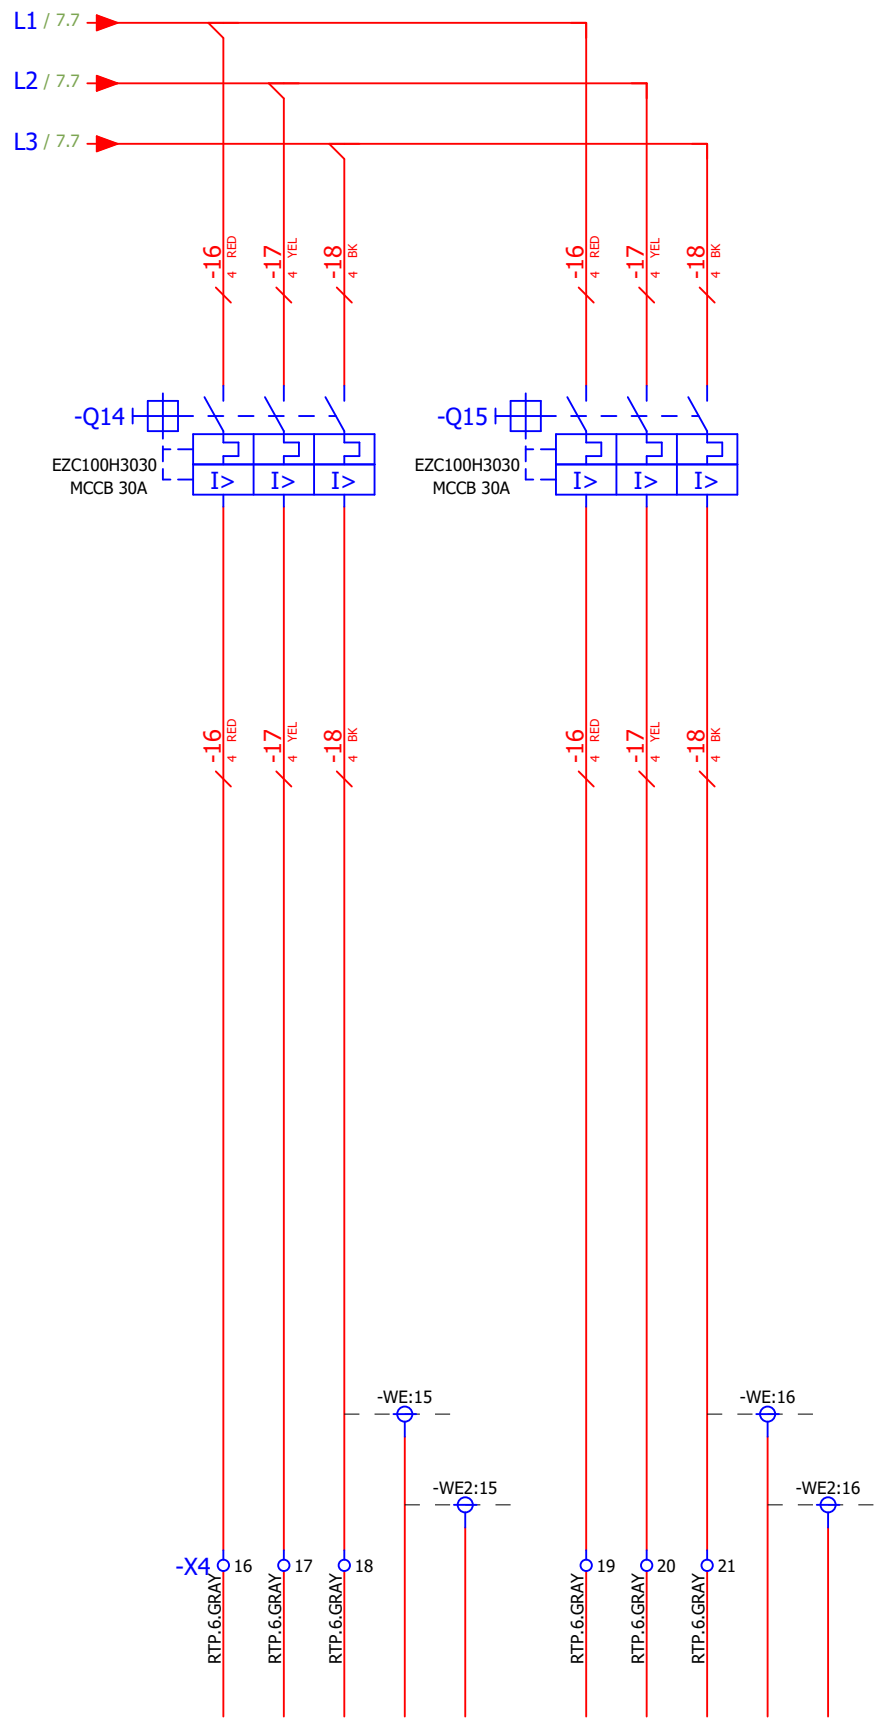 L1 / 7.7
L2 / 7.7
L3 / 7.7
-16
4 RED
-17
4 YEL
-18
4 BK
-16
4 RED
-17
4 YEL
-18
4 BK
-Q14
EZC100H3030
MCCB 30A
I> I> I>
-Q15
EZC100H3030
MCCB 30A
I> I> I>
-16
4 RED
-17
4 YEL
-18
4 BK
-16
4 RED
-17
4 YEL
-18
4 BK
-WE:15
-WE:16
-WE2:15
-WE2:16
-X4 16 17 18 19 20 21
RTP.6.GRAY
RTP.6.GRAY
RTP.6.GRAY
RTP.6.GRAY
RTP.6.GRAY
RTP.6.GRAY